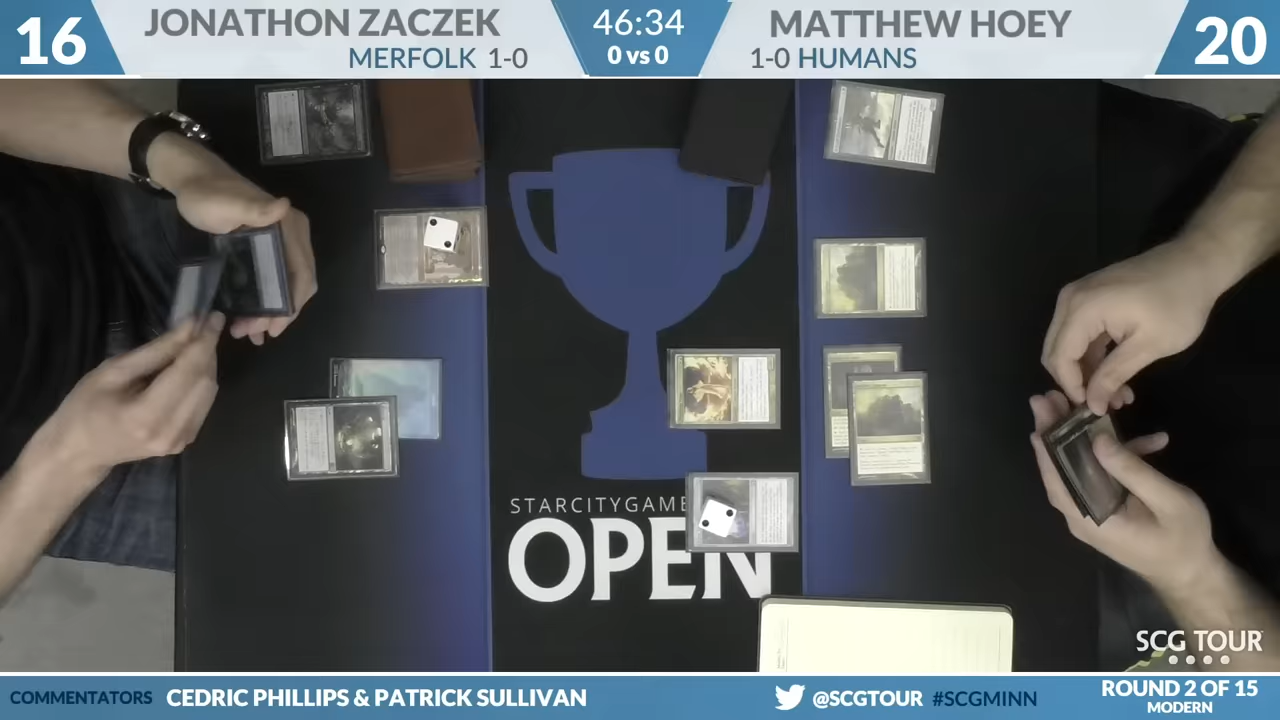 16
JONATHON ZACZEK
MERFOLK 1-0
46:34
0 vs 0
MATTHEW HOEY
1-0 HUMANS
20
STARCITYGAME
OPEN
SCG TOUR
COMMENTATORS CEDRIC PHILLIPS & PATRICK SULLIVAN
@SCGTOUR #SCGMINN
ROUND 2 OF 15
MODERN